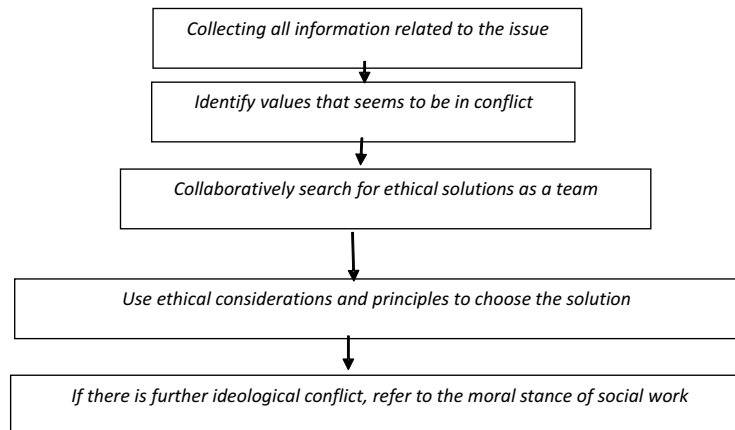 Collecting all information related to the issue
Identify values that seems to be in conflict
Collaboratively search for ethical solutions as a team
Use ethical considerations and principles to choose the solution
If there is further ideological conflict, refer to the moral stance of social work